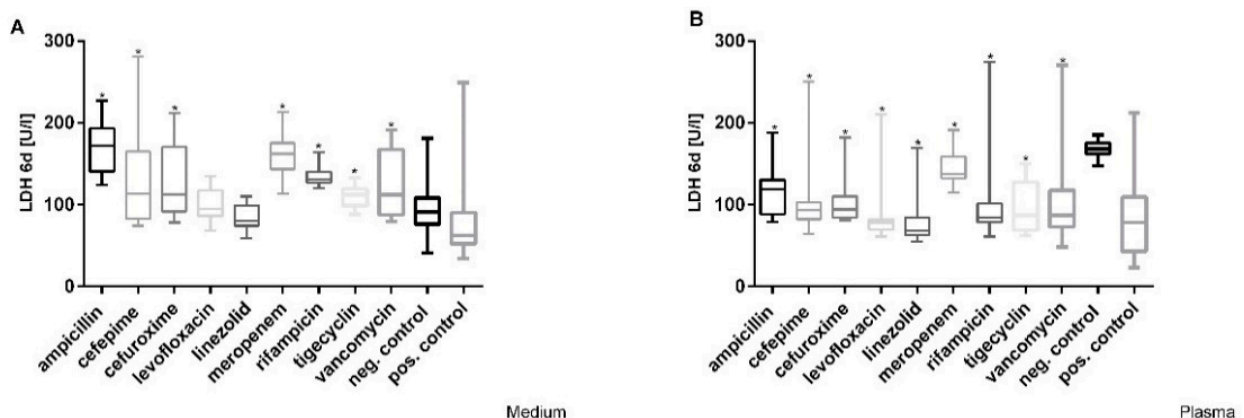 A
LDH 6d [U/l]
300
200
100
0
* * * * * * *
ampicillin
cefepime
cefuroxime
levofloxacin
linezolid
meropenem
rifampicin
tigecyclin
vancomycin
neg. control
pos. control
Medium
B
LDH 6d [U/l]
300
200
100
0
* * * * * * * * *
ampicillin
cefepime
cefuroxime
levofloxacin
linezolid
meropenem
rifampicin
tigecyclin
vancomycin
neg. control
pos. control
Plasma